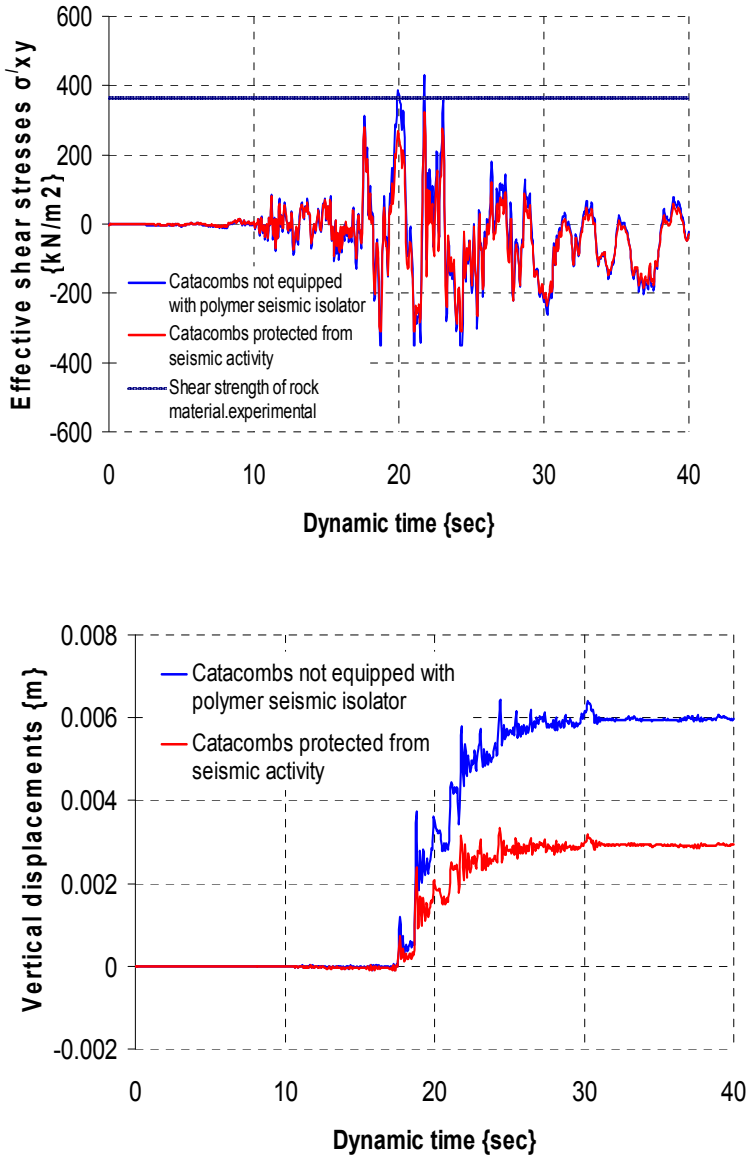 Effective shear stresses σ'xy
{kN/m2}
600
400
200
0
-200
-400
-600
Catacombs not equipped
with polymer seismic isolator
Catacombs protected from
seismic activity
Shear strength of rock
material.experimental
0 10 20 30 40
Dynamic time {sec}
Vertical displacements {m}
0.008
0.006
0.004
0.002
0
-0.002
Catacombs not equipped with
polymer seismic isolator
Catacombs protected from
seismic activity
0 10 20 30 40
Dynamic time {sec}